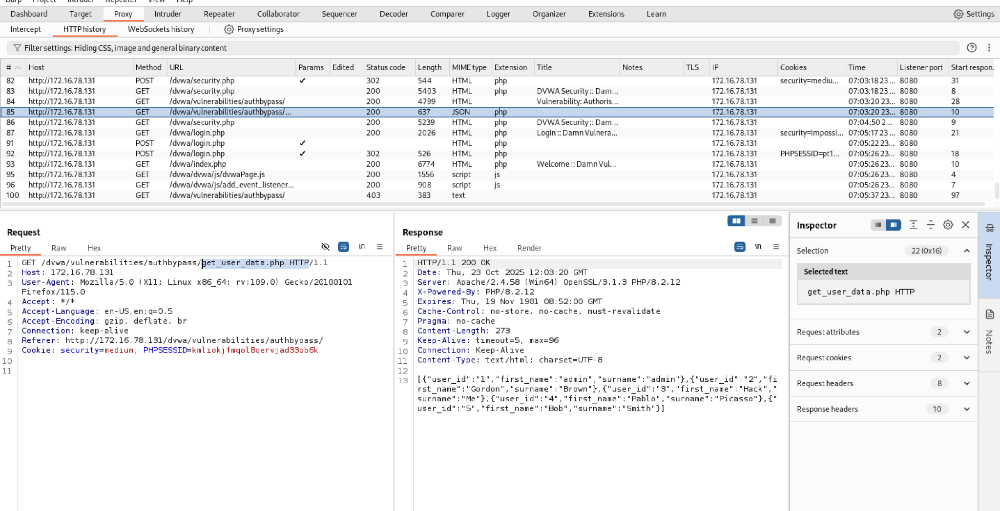 Burp Project Intruder Repeater View Help
Dashboard Target Proxy Intruder Repeater Collaborator Sequencer Decoder Comparer Logger Organizer Extensions Learn Settings
Intercept HTTP history WebSockets history Proxy settings
Filter settings: Hiding CSS, image and general binary content
# Host Method URL Params Edited Status code Length MIME type Extension Title Notes TLS IP Cookies Time Listener port Start respon.
82 http://172.16.78.131 POST /dvwa/security.php ✓ 302 544 HTML php 172.16.78.131 security=mediu... 07:03:18 23 ... 8080 31
83 http://172.16.78.131 GET /dvwa/security.php 200 5403 HTML php DVWA Security :: Dam... 172.16.78.131 07:03:18 23 ... 8080 8
84 http://172.16.78.131 GET /dvwa/vulnerabilities/authbypass/ 200 4799 HTML Vulnerability: Authoris... 172.16.78.131 07:03:20 23... 8080 28
85 http://172.16.78.131 GET /dvwa/vulnerabilities/authbypass/... 200 637 JSON php 172.16.78.131 07:03:20 23... 8080 10
86 http://172.16.78.131 GET /dvwa/security.php 200 5239 HTML php DVWA Security :: Dam... 172.16.78.131 07:04:50 2... 8080 9
87 http://172.16.78.131 GET /dvwa/login.php 200 2026 HTML php Login :: Damn Vulnera... 172.16.78.131 security=impossi... 07:05:17 23 ... 8080 21
91 http://172.16.78.131 POST /dvwa/login.php ✓ HTML php 172.16.78.131 07:05:22 23... 8080
92 http://172.16.78.131 POST /dvwa/login.php ✓ 302 526 HTML php 172.16.78.131 PHPSESSID=pt1... 07:05:26 23... 8080 18
93 http://172.16.78.131 GET /dvwa/index.php 200 6774 HTML php Welcome :: Damn Vul... 172.16.78.131 07:05:26 23... 8080 10
95 http://172.16.78.131 GET /dvwa/dvwa/js/dvwaPage.js 200 1556 script js 172.16.78.131 07:05:26 23... 8080 4
96 http://172.16.78.131 GET /dvwa/dvwa/js/add_event_listener... 200 908 script js 172.16.78.131 07:05:26 23... 8080 7
100 http://172.16.78.131 GET /dvwa/vulnerabilities/authbypass/ 403 383 text 172.16.78.131 07:05:37 23... 8080 97
Request
Pretty Raw Hex \n
1 GET /dvwa/vulnerabilities/authbypass/get_user_data.php HTTP/1.1
2 Host: 172.16.78.131
3 User-Agent: Mozilla/5.0 (X11; Linux x86_64; rv:109.0) Gecko/20100101
Firefox/115.0
4 Accept: */*
5 Accept-Language: en-US,en;q=0.5
6 Accept-Encoding: gzip, deflate, br
7 Connection: keep-alive
8 Referer: http://172.16.78.131/dvwa/vulnerabilities/authbypass/
9 Cookie: security=medium; PHPSESSID=kmliokjfmqol8qervjad33ob6k
10
11
Response
Pretty Raw Hex Render \n
1 HTTP/1.1 200 OK
2 Date: Thu, 23 Oct 2025 12:03:20 GMT
3 Server: Apache/2.4.58 (Win64) OpenSSL/3.1.3 PHP/8.2.12
4 X-Powered-By: PHP/8.2.12
5 Expires: Thu, 19 Nov 1981 08:52:00 GMT
6 Cache-Control: no-store, no-cache, must-revalidate
7 Pragma: no-cache
8 Content-Length: 273
9 Keep-Alive: timeout=5, max=96
10 Connection: Keep-Alive
11 Content-Type: text/html; charset=UTF-8
12
13 [{"user_id":"1","first_name":"admin","surname":"admin"},{"user_id":"2","fi
rst_name":"Gordon","surname":"Brown"},{"user_id":"3","first_name":"Hack","
surname":"Me"},{"user_id":"4","first_name":"Pablo","surname":"Picasso"},{"
user_id":"5","first_name":"Bob","surname":"Smith"}]
Inspector
Selection 22 (0x16)
Selected text
get_user_data.php HTTP
Request attributes 2
Request cookies 2
Request headers 8
Response headers 10
Inspector
Notes